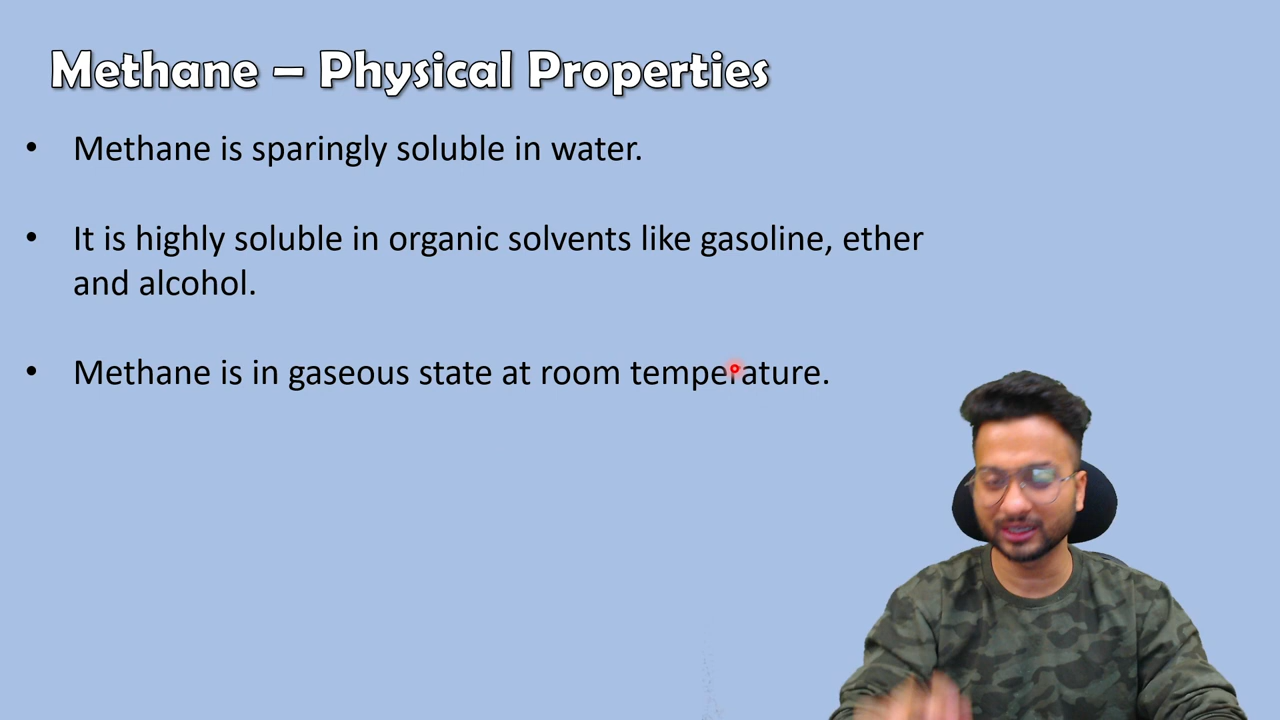 Methane – Physical Properties
• Methane is sparingly soluble in water.
• It is highly soluble in organic solvents like gasoline, ether
and alcohol.
• Methane is in gaseous state at room temperature.